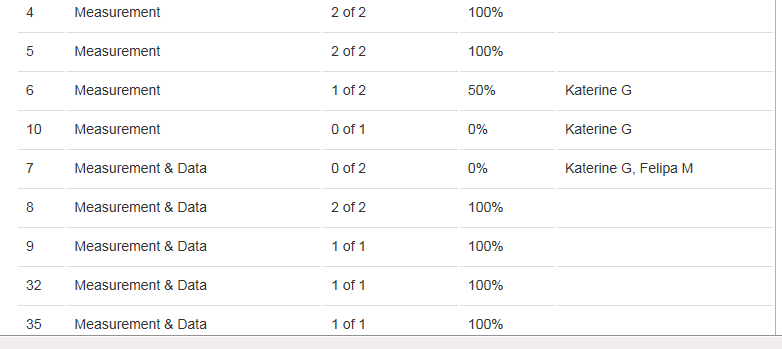 4 Measurement 2 of 2 100%
5 Measurement 2 of 2 100%
6 Measurement 1 of 2 50% Katerine G
10 Measurement 0 of 1 0% Katerine G
7 Measurement & Data 0 of 2 0% Katerine G, Felipa M
8 Measurement & Data 2 of 2 100%
9 Measurement & Data 1 of 1 100%
32 Measurement & Data 1 of 1 100%
35 Measurement & Data 1 of 1 100%